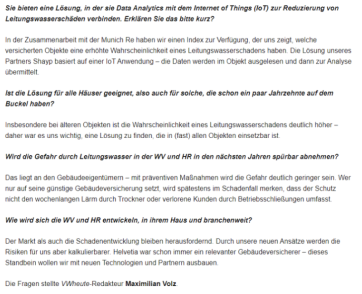 Sie bieten eine Lösung, in der sie Data Analytics mit dem Internet of Things (IoT) zur Reduzierung von
Leitungswasserschäden verbinden. Erklären Sie das bitte kurz?
In der Zusammenarbeit mit der Munich Re haben wir einen Index zur Verfügung, der uns zeigt, welche
versicherten Objekte eine erhöhte Wahrscheinlichkeit eines Leitungswasserschadens haben. Die Lösung unseres
Partners Shayp basiert auf einer IoT Anwendung – die Daten werden im Objekt ausgelesen und dann zur Analyse
übermittelt.
Ist die Lösung für alle Häuser geeignet, also auch für solche, die schon ein paar Jahrzehnte auf dem
Buckel haben?
Insbesondere bei älteren Objekten ist die Wahrscheinlichkeit eines Leitungswasserschadens deutlich höher –
daher war es uns wichtig, eine Lösung zu finden, die in (fast) allen Objekten einsetzbar ist.
Wird die Gefahr durch Leitungswasser in der WV und HR in den nächsten Jahren spürbar abnehmen?
Das liegt an den Gebäudeeigentümern – mit präventiven Maßnahmen wird die Gefahr deutlich geringer sein. Wer
nur auf seine günstige Gebäudeversicherung setzt, wird spätestens im Schadenfall merken, dass der Schutz
nicht den wochenlangen Lärm durch Trockner oder verlorene Kunden durch Betriebsschließungen umfasst.
Wie wird sich die WV und HR entwickeln, in ihrem Haus und branchenweit?
Der Markt als auch die Schadenentwicklung bleiben herausfordernd. Durch unsere neuen Ansätze werden die
Risiken für uns aber kalkulierbarer. Helvetia war schon immer ein relevanter Gebäudeversicherer – dieses
Standbein wollen wir mit neuen Technologien und Partnern ausbauen.
Die Fragen stellte VWheute-Redakteur Maximilian Volz.